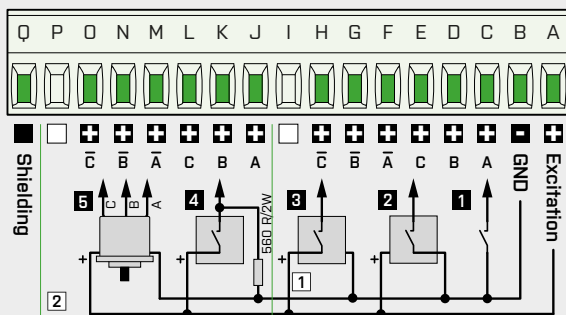 Q P O N M L K J I H G F E D C B A
+ + + + + + + + + + + + - +
C̅ B̅ A̅ C B A C̅ B̅ A̅ C B A
Shielding
GND
Excitation
5 4 3 2 1
C B A
560 R/2W
+ + + +
1
2